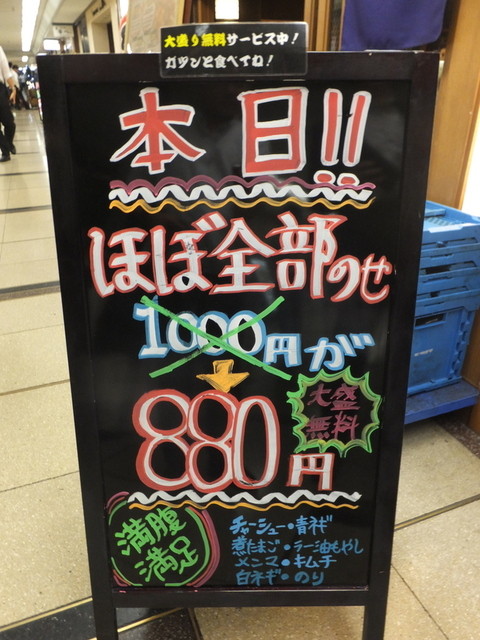 大盛り無料サービス中!
ガツンと食べてね!
本日!!
ほぼ全部のせ
1000円が
880円
大盛
無料
満腹
満足
チャーシュー・青ネギ
煮たまご・ラー油もやし
メンマ・キムチ
白ネギ・のり